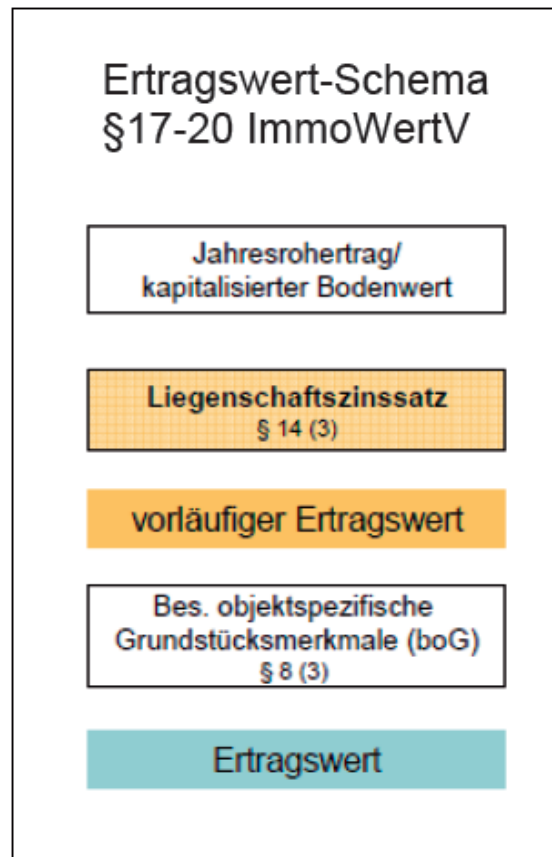 Ertragswert-Schema
§17-20 ImmoWertV
Jahresrohertrag/
kapitalisierter Bodenwert
Liegenschaftszinssatz
§ 14 (3)
vorläufiger Ertragswert
Bes. objektspezifische
Grundstücksmerkmale (boG)
§ 8 (3)
Ertragswert